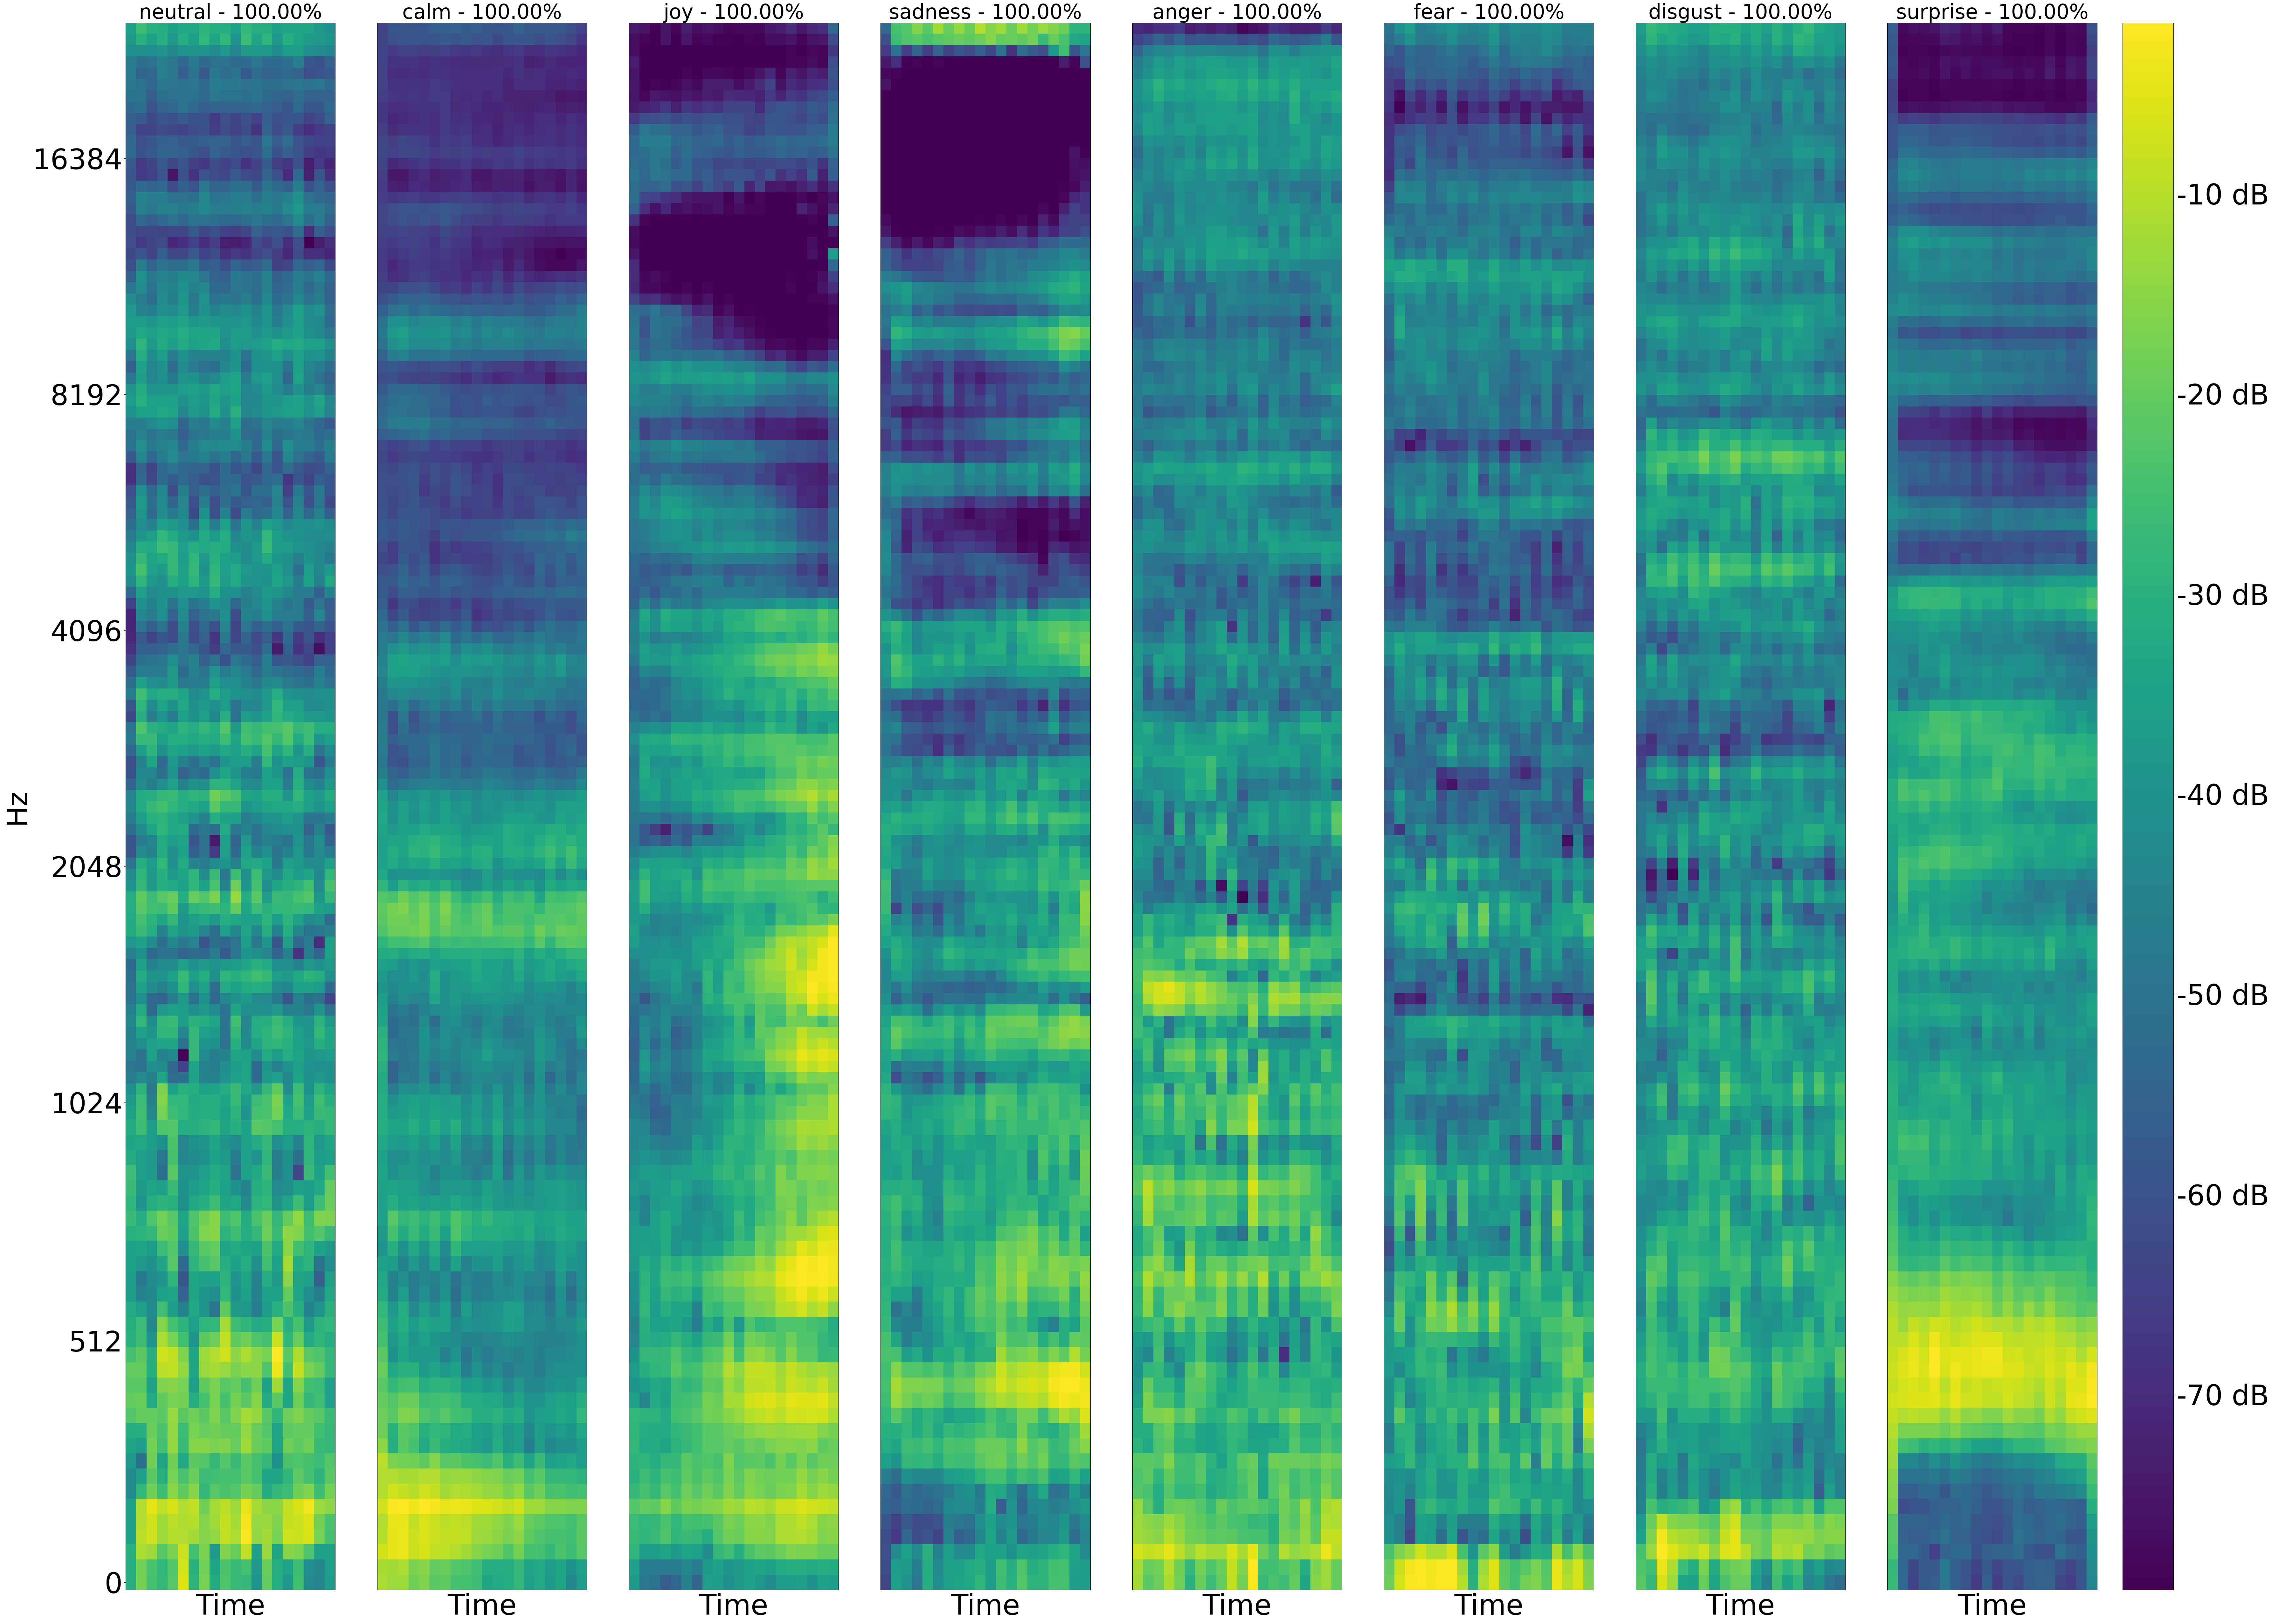 neutral - 100.00%
calm - 100.00%
joy - 100.00%
sadness - 100.00%
anger - 100.00%
fear - 100.00%
disgust - 100.00%
surprise - 100.00%
Hz
16384
8192
4096
2048
1024
512
0
Time
Time
Time
Time
Time
Time
Time
Time
-10 dB
-20 dB
-30 dB
-40 dB
-50 dB
-60 dB
-70 dB